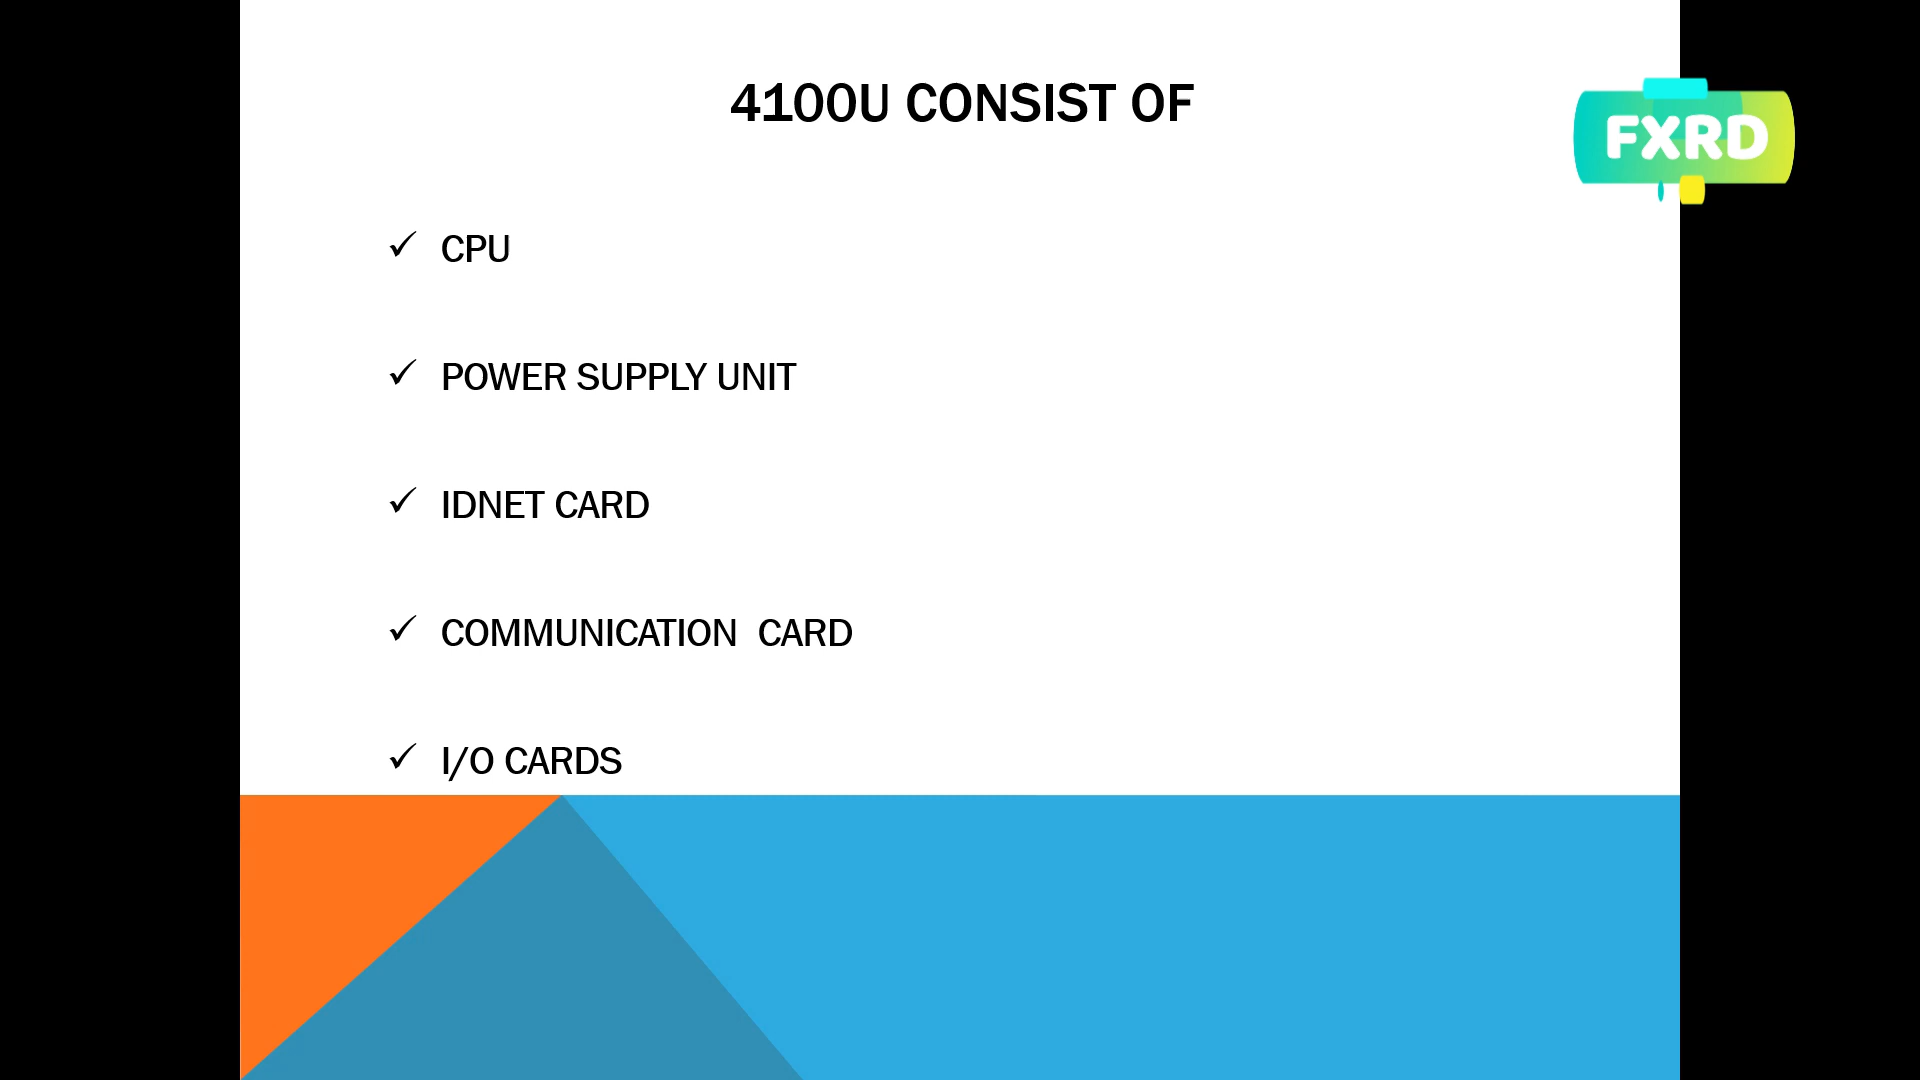 4100U CONSIST OF
FXRD
✓ CPU
✓ POWER SUPPLY UNIT
✓ IDNET CARD
✓ COMMUNICATION  CARD
✓ I/O CARDS